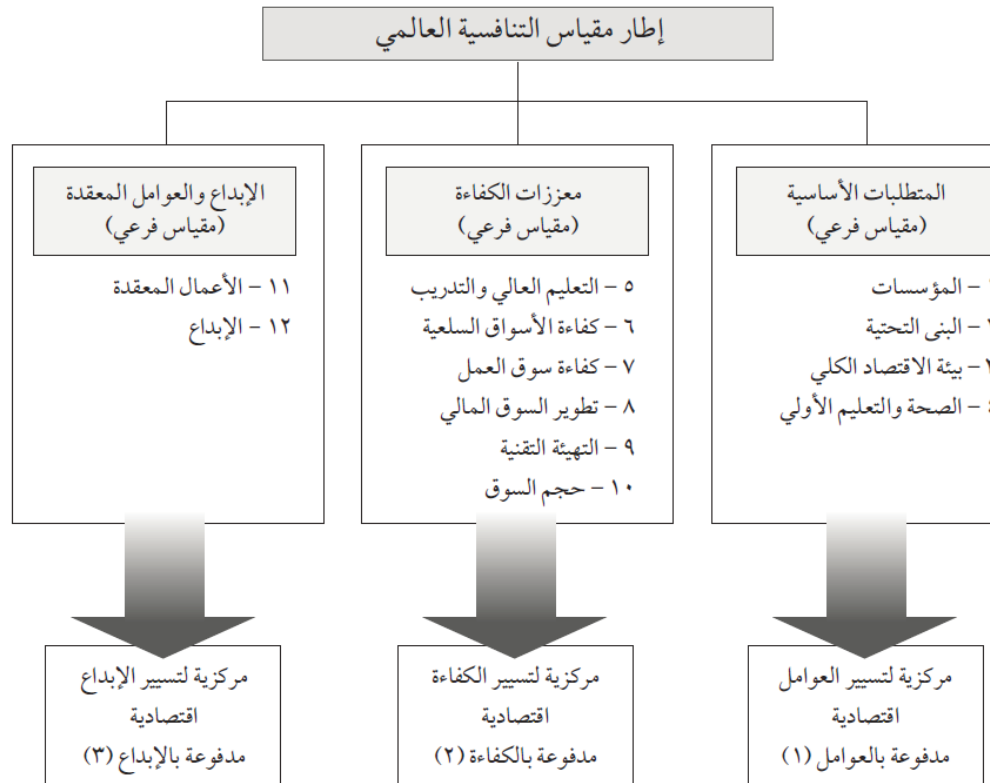 إطار مقياس التنافسية العالمي
المتطلبات الأساسية
(مقياس فرعي)
– المؤسسات
– البنى التحتية
– بيئة الاقتصاد الكلي
– الصحة والتعليم الأولي
مركزية لتسيير العوامل
اقتصادية
مدفوعة بالعوامل (١)
معززات الكفاءة
(مقياس فرعي)
٥ – التعليم العالي والتدريب
٦ – كفاءة الأسواق السلعية
٧ – كفاءة سوق العمل
٨ – تطوير السوق المالي
٩ – التهيئة التقنية
١٠ – حجم السوق
مركزية لتسيير الكفاءة
اقتصادية
مدفوعة بالكفاءة (٢)
الإبداع والعوامل المعقدة
(مقياس فرعي)
١١ – الأعمال المعقدة
١٢ – الإبداع
مركزية لتسيير الإبداع
اقتصادية
مدفوعة بالإبداع (٣)